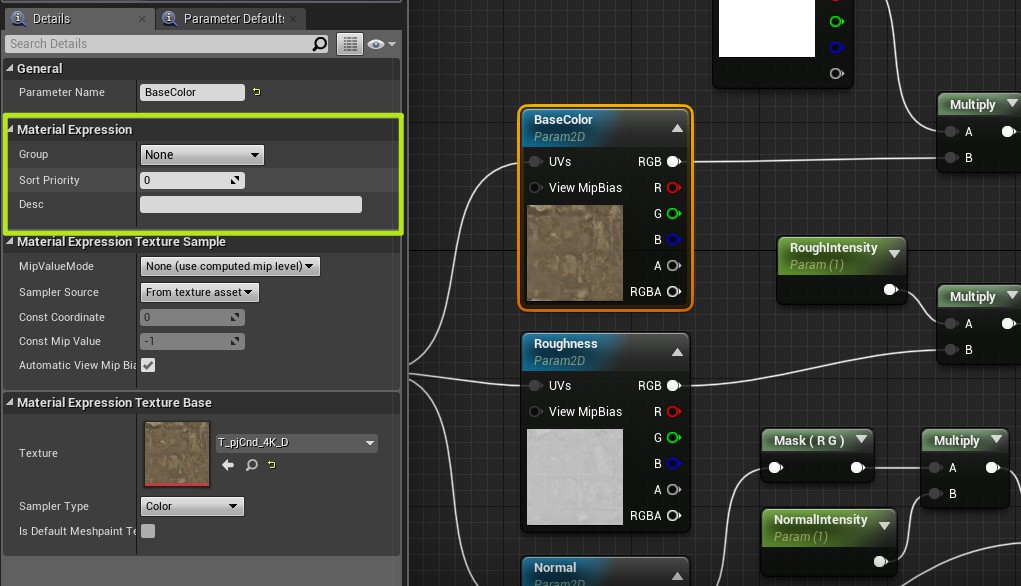 Details
Parameter Defaults
Search Details
General
Parameter Name
BaseColor
Material Expression
Group
None
Sort Priority
0
Desc
Material Expression Texture Sample
MipValueMode
None (use computed mip level)
Sampler Source
From texture asset
Const Coordinate
0
Const Mip Value
-1
Automatic View Mip Bia
Material Expression Texture Base
Texture
T_pjCnd_4K_D
Sampler Type
Color
Is Default Meshpaint Te
BaseColor
Param2D
UVs
RGB
View MipBias
R
G
B
A
RGBA
Roughness
Param2D
UVs
RGB
View MipBias
R
G
B
A
RGBA
Normal
Param2D
Multiply
A
B
RoughIntensity
Param (1)
Multiply
A
B
Mask ( R G )
Multiply
A
B
NormalIntensity
Param (1)